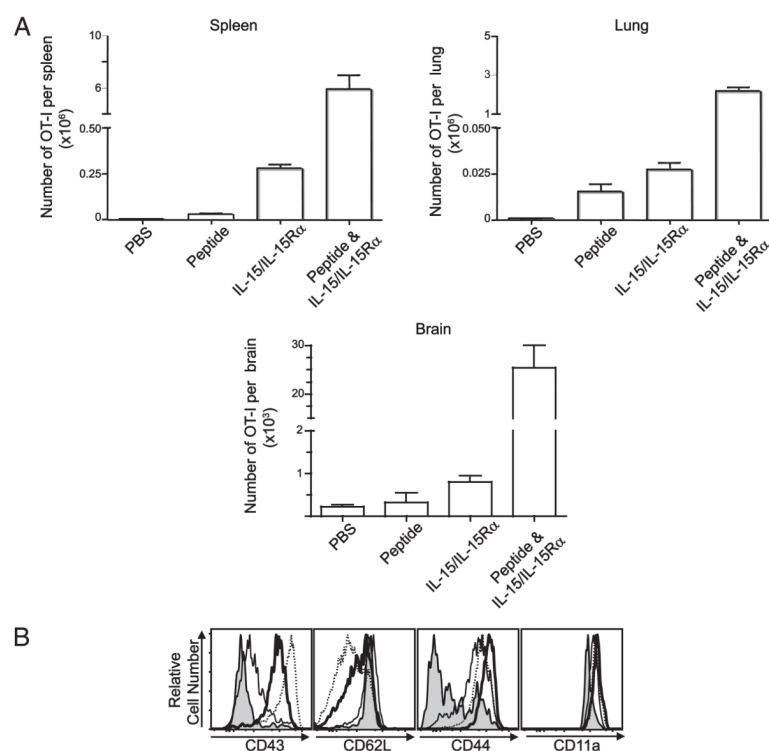 A
Spleen
Number of OT-I per spleen
(x10⁶)
10
6
0.50
0.25
0
PBS
Peptide
IL-15/IL-15Rα
Peptide &
IL-15/IL-15Rα
Lung
Number of OT-I per lung
(x10⁶)
5
3
1
0.050
0.025
0
PBS
Peptide
IL-15/IL-15Rα
Peptide &
IL-15/IL-15Rα
Brain
Number of OT-I per brain
(x10³)
30
20
2
1
0
PBS
Peptide
IL-15/IL-15Rα
Peptide &
IL-15/IL-15Rα
B
Relative
Cell Number
CD43
CD62L
CD44
CD11a